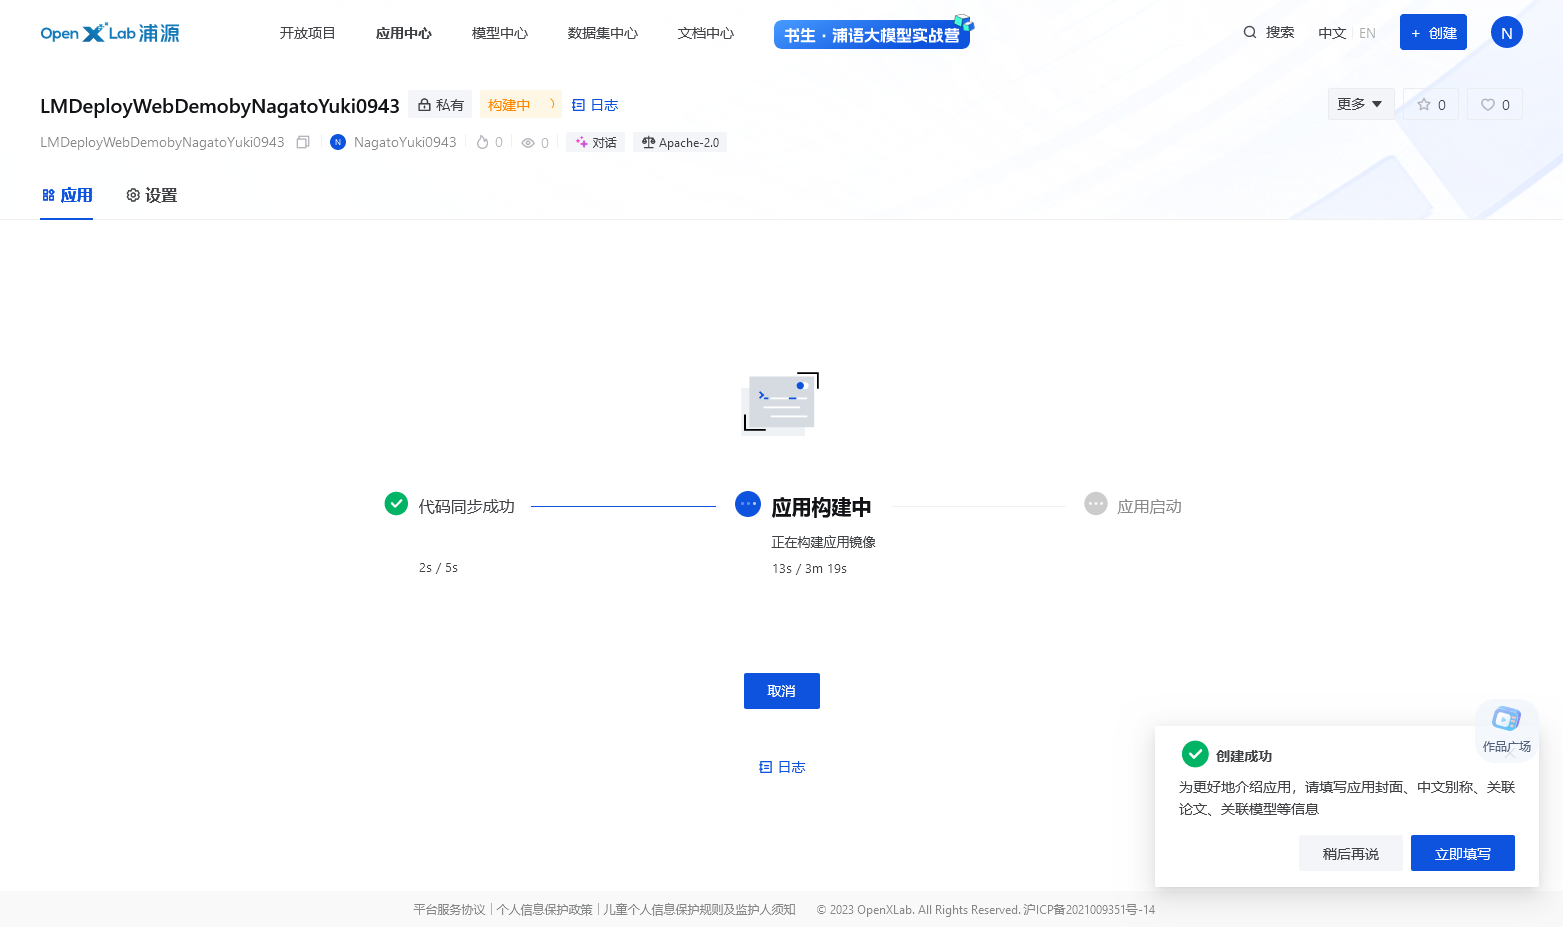 Open X Lab 浦源
开放项目
应用中心
模型中心
数据集中心
文档中心
书生·浦语大模型实战营
搜索
中文 EN
+ 创建
N
LMDeployWebDemobyNagatoYuki0943
私有
构建中
日志
更多
0
0
LMDeployWebDemobyNagatoYuki0943
N NagatoYuki0943
0
0
对话
Apache-2.0
应用
设置
代码同步成功
应用构建中
应用启动
正在构建应用镜像
2s / 5s
13s / 3m 19s
取消
日志
作品广场
创建成功
为更好地介绍应用，请填写应用封面、中文别称、关联
论文、关联模型等信息
稍后再说
立即填写
平台服务协议 | 个人信息保护政策 | 儿童个人信息保护规则及监护人须知
© 2023 OpenXLab. All Rights Reserved. 沪ICP备2021009351号-14